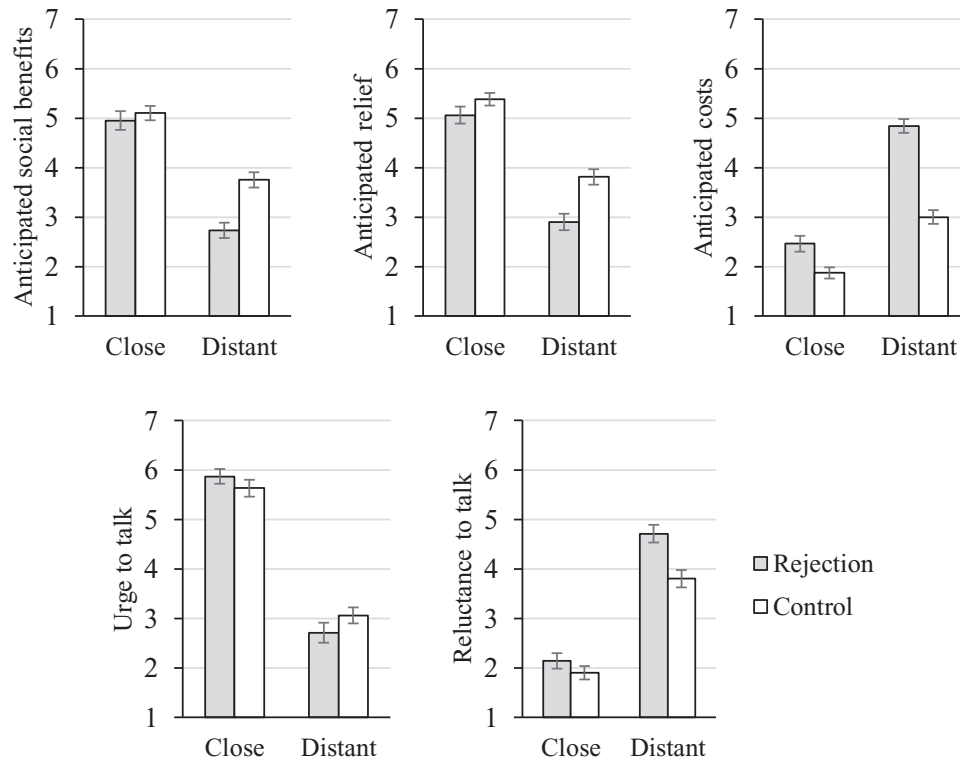 Anticipated social benefits
7
6
5
4
3
2
1
Close Distant
Anticipated relief
7
6
5
4
3
2
1
Close Distant
Anticipated costs
7
6
5
4
3
2
1
Close Distant
Urge to talk
7
6
5
4
3
2
1
Close Distant
Reluctance to talk
7
6
5
4
3
2
1
Close Distant
Rejection
Control